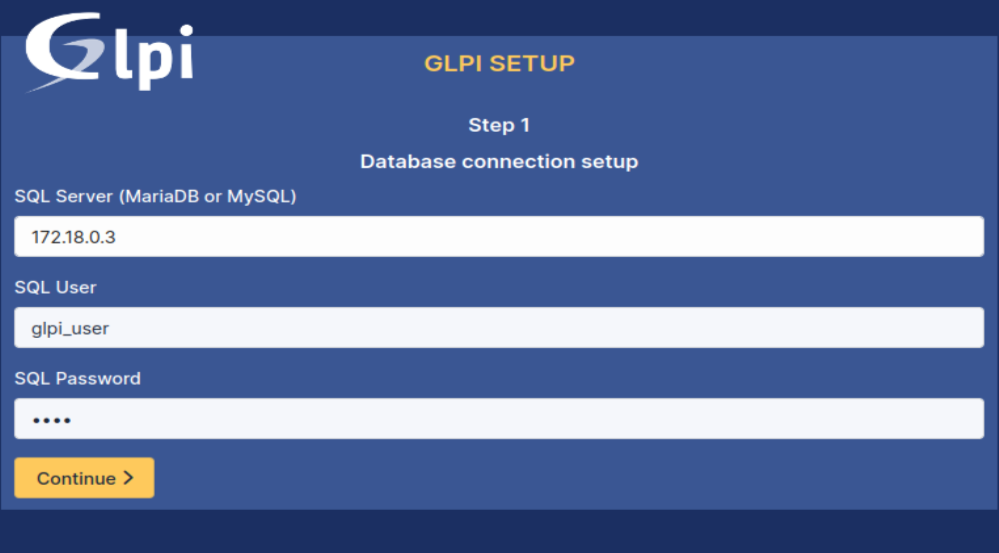 Glpi
GLPI SETUP
Step 1
Database connection setup
SQL Server (MariaDB or MySQL)
172.18.0.3
SQL User
glpi_user
SQL Password
••••
Continue >